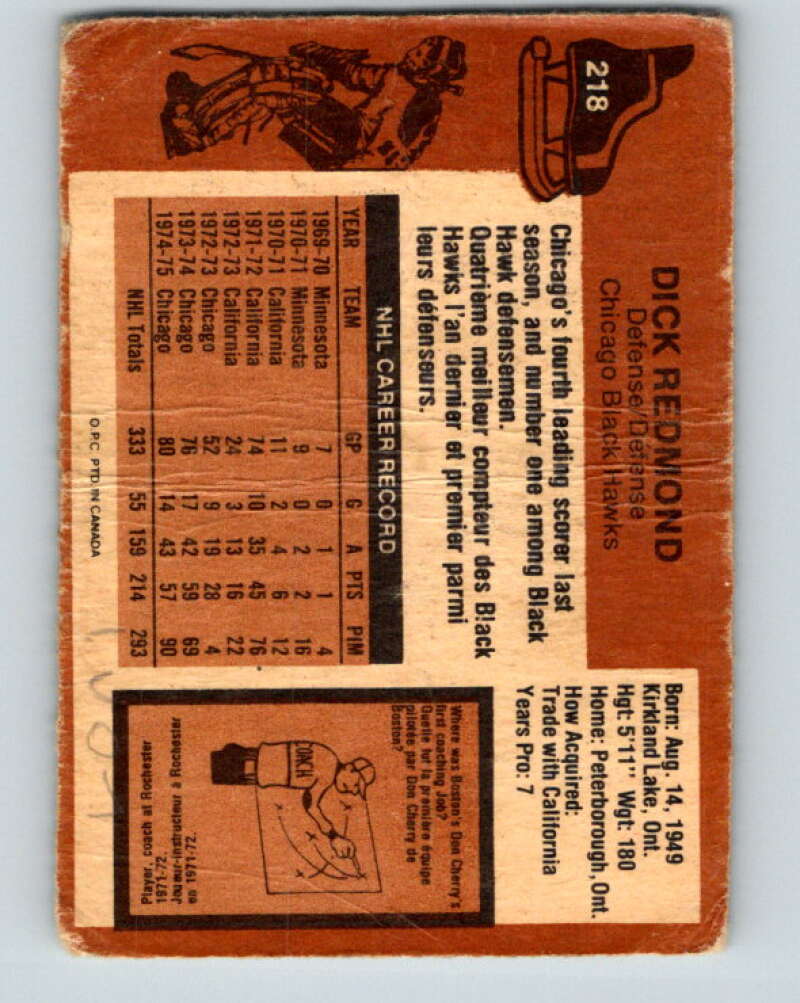 218
DICK REDMOND
Defense/Défense
Chicago Black Hawks
Born: Aug. 14, 1949
Kirkland Lake, Ont.
Hgt: 5'11" Wgt: 180
Home: Peterborough, Ont.
How Acquired:
Trade with California
Years Pro: 7
Chicago's fourth leading scorer last
season, and number one among Black
Hawk defensemen.
Quatrième meilleur compteur des Black
Hawks l'an dernier et premier parmi
leurs défenseurs.
NHL CAREER RECORD
YEAR TEAM GP G A PTS PIM
1969-70 Minnesota 7 0 1 1 4
1970-71 Minnesota 9 0 2 2 16
1970-71 California 11 2 4 6 12
1971-72 California 74 10 35 45 76
1972-73 California 24 3 13 16 22
1972-73 Chicago 52 9 19 28 4
1973-74 Chicago 76 17 42 59 69
1974-75 Chicago 80 14 43 57 90
NHL Totals 333 55 159 214 293
O.P.C. PTD. IN CANADA
Where was Boston's Don Cherry's
first coaching job?
Quelle fut la première équipe
pilotée par Don Cherry de
Boston?
COACH
Player, coach at Rochester
1971-72.
Joueur-instructeur à Rochester
en 1971-72.